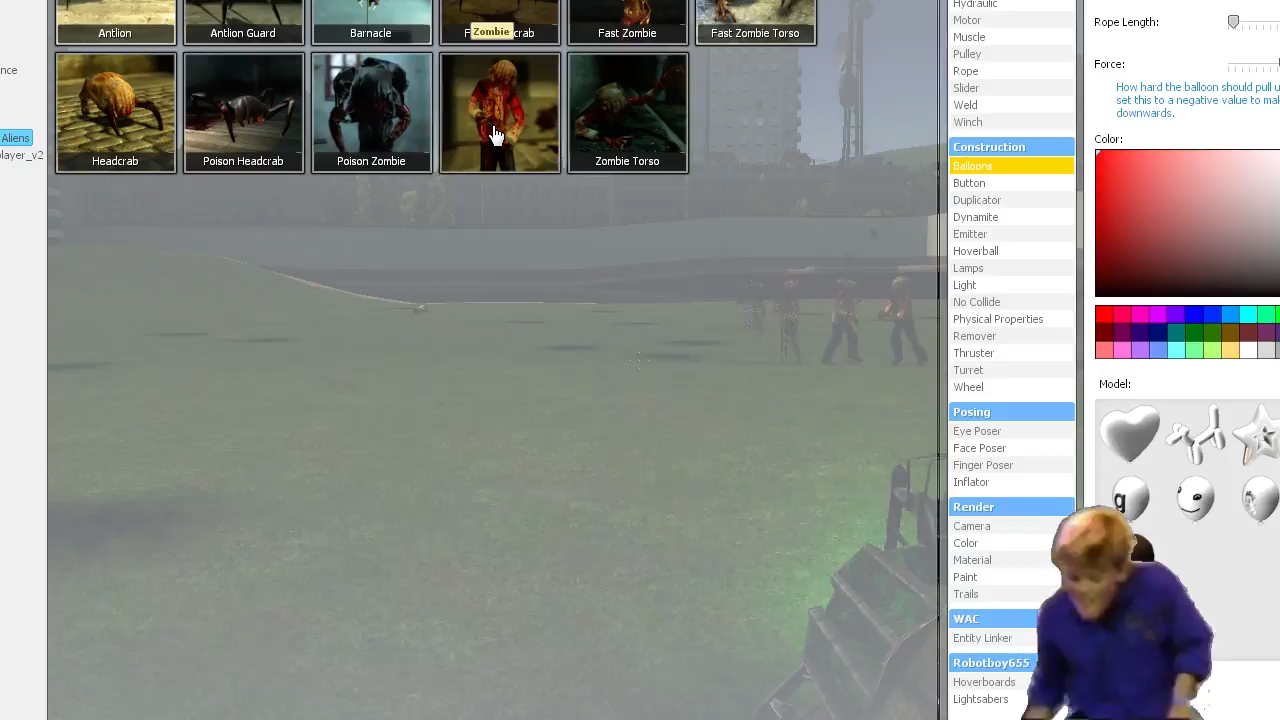 Antlion
Antlion Guard
Barnacle
F
crab
Zombie
Fast Zombie
Fast Zombie Torso
Headcrab
Poison Headcrab
Poison Zombie
Zombie Torso
nce
Aliens
player_v2
Hydraulic
Motor
Muscle
Pulley
Rope
Slider
Weld
Winch
Construction
Balloons
Button
Duplicator
Dynamite
Emitter
Hoverball
Lamps
Light
No Collide
Physical Properties
Remover
Thruster
Turret
Wheel
Posing
Eye Poser
Face Poser
Finger Poser
Inflator
Render
Camera
Color
Material
Paint
Trails
WAC
Entity Linker
Robotboy655
Hoverboards
Lightsabers
Rope Length:
Force:
How hard the balloon should pull u
set this to a negative value to mak
downwards.
Color:
Model:
g